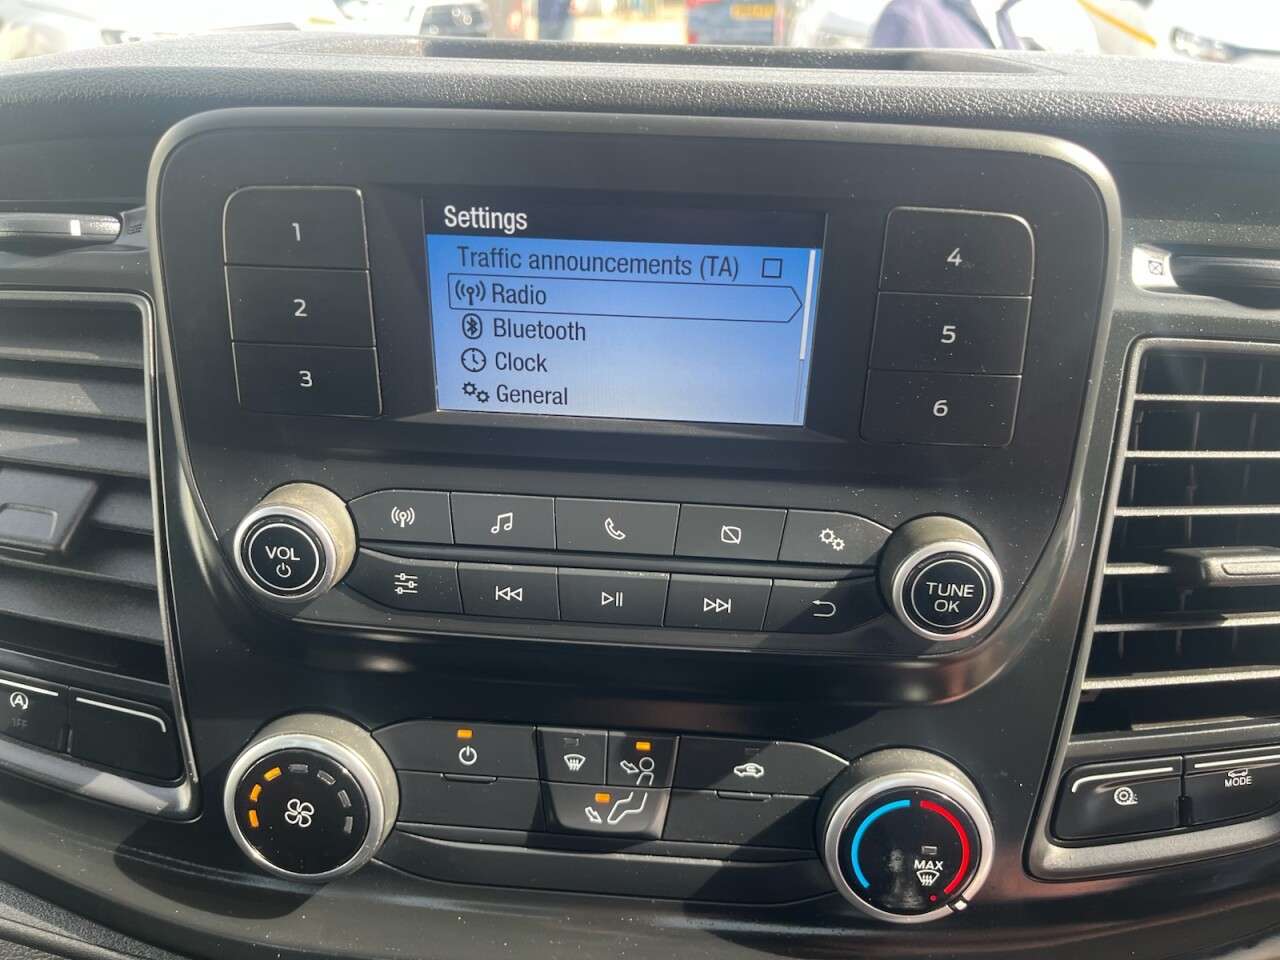 Settings
Traffic announcements (TA)
Radio
Bluetooth
Clock
General
1
2
3
4
5
6
VOL
TUNE
OK
A
OFF
MAX
MODE